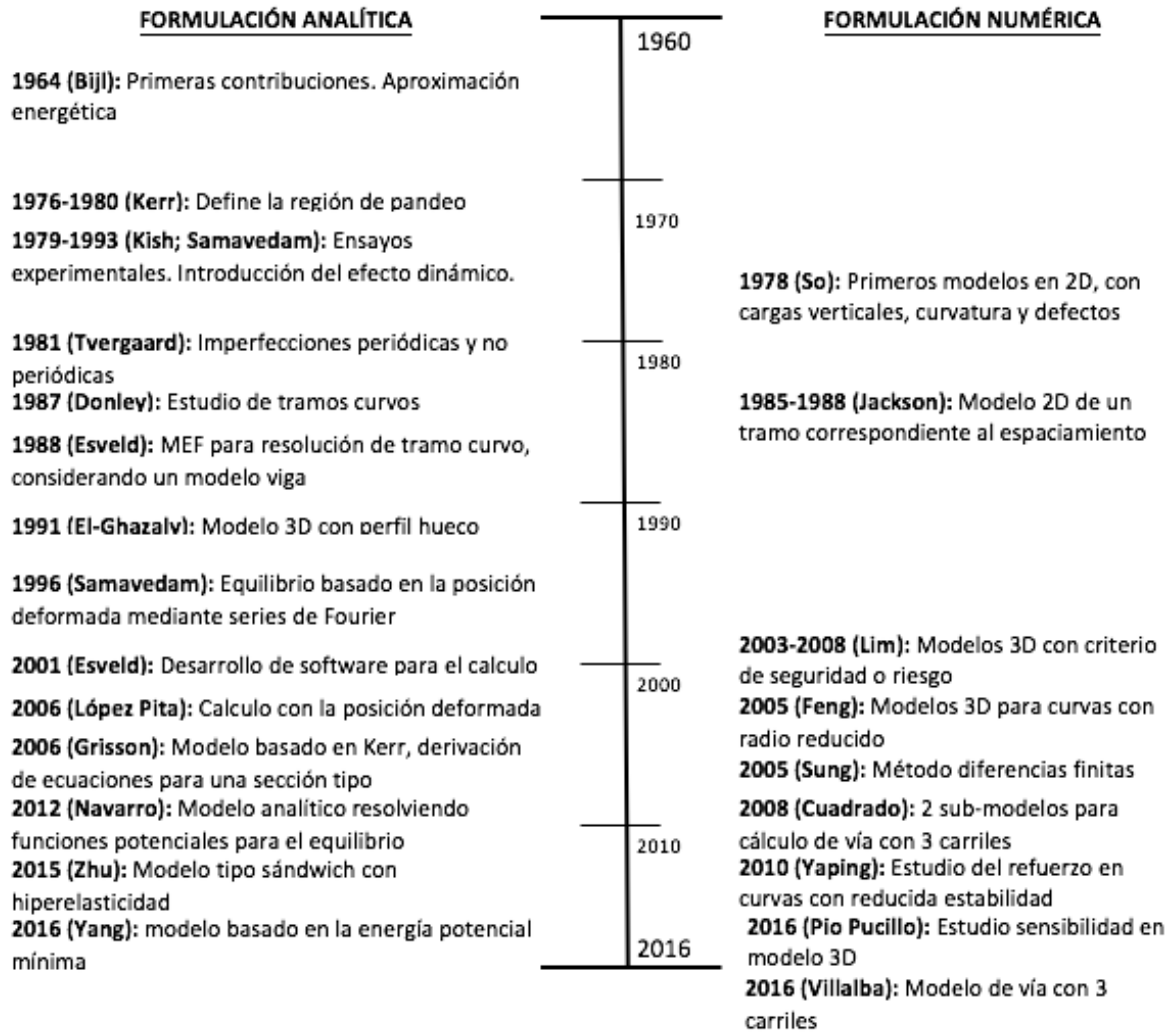 FORMULACIÓN ANALÍTICA
1964 (Bijl): Primeras contribuciones. Aproximación
energética
1976-1980 (Kerr): Define la región de pandeo
1979-1993 (Kish; Samavedam): Ensayos
experimentales. Introducción del efecto dinámico.
1981 (Tvergaard): Imperfecciones periódicas y no
periódicas
1987 (Donley): Estudio de tramos curvos
1988 (Esveld): MEF para resolución de tramo curvo,
considerando un modelo viga
1991 (El-Ghazaly): Modelo 3D con perfil hueco
1996 (Samavedam): Equilibrio basado en la posición
deformada mediante series de Fourier
2001 (Esveld): Desarrollo de software para el calculo
2006 (López Pita): Calculo con la posición deformada
2006 (Grisson): Modelo basado en Kerr, derivación
de ecuaciones para una sección tipo
2012 (Navarro): Modelo analítico resolviendo
funciones potenciales para el equilibrio
2015 (Zhu): Modelo tipo sándwich con
hiperelasticidad
2016 (Yang): modelo basado en la energía potencial
mínima
1960
1970
1980
1990
2000
2010
2016
FORMULACIÓN NUMÉRICA
1978 (So): Primeros modelos en 2D, con
cargas verticales, curvatura y defectos
1985-1988 (Jackson): Modelo 2D de un
tramo correspondiente al espaciamiento
2003-2008 (Lim): Modelos 3D con criterio
de seguridad o riesgo
2005 (Feng): Modelos 3D para curvas con
radio reducido
2005 (Sung): Método diferencias finitas
2008 (Cuadrado): 2 sub-modelos para
cálculo de vía con 3 carriles
2010 (Yaping): Estudio del refuerzo en
curvas con reducida estabilidad
2016 (Pio Pucillo): Estudio sensibilidad en
modelo 3D
2016 (Villalba): Modelo de vía con 3
carriles